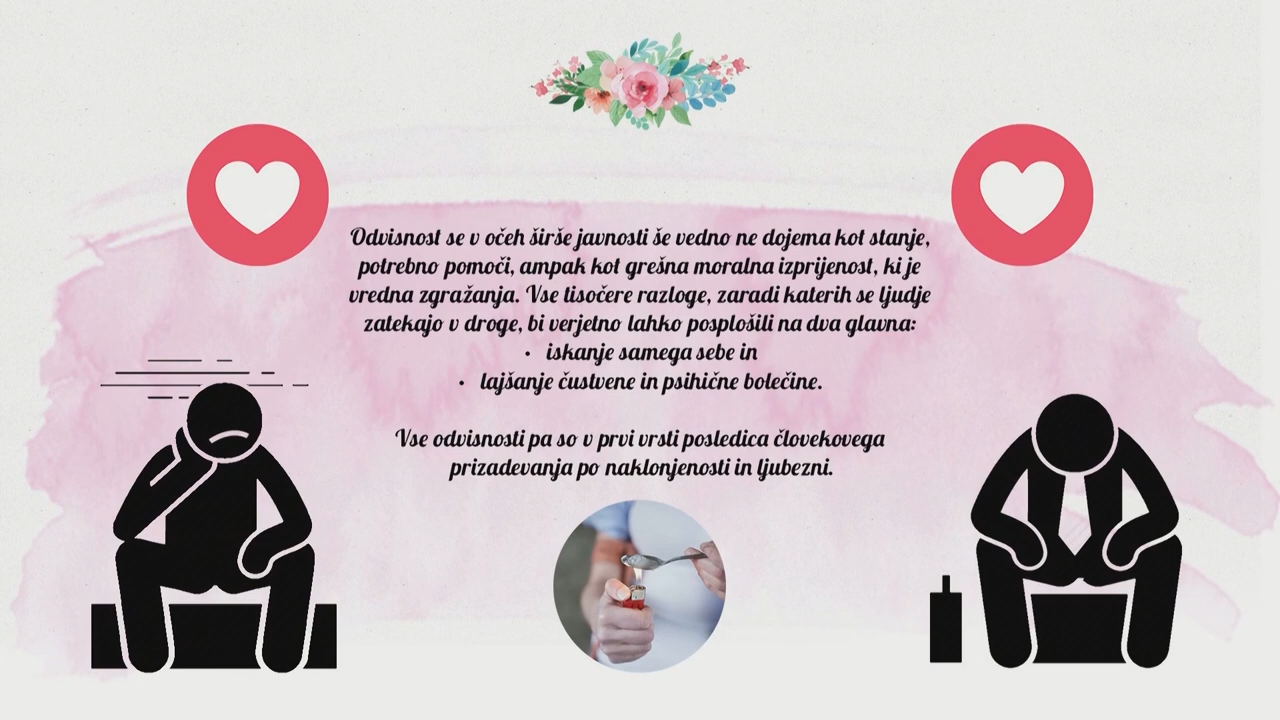 Odvisnost se v očeh širše javnosti še vedno ne dojema kot stanje,
potrebno pomoči, ampak kot grešna moralna izprijenost, ki je
vredna zgražanja. Vse tisočere razloge, zaradi katerih se ljudje
zatekajo v droge, bi verjetno lahko posplošili na dva glavna:
• iskanje samega sebe in
• lajšanje čustvene in psihične bolečine.
Vse odvisnosti pa so v prvi vrsti posledica človekovega
prizadevanja po naklonjenosti in ljubezni.